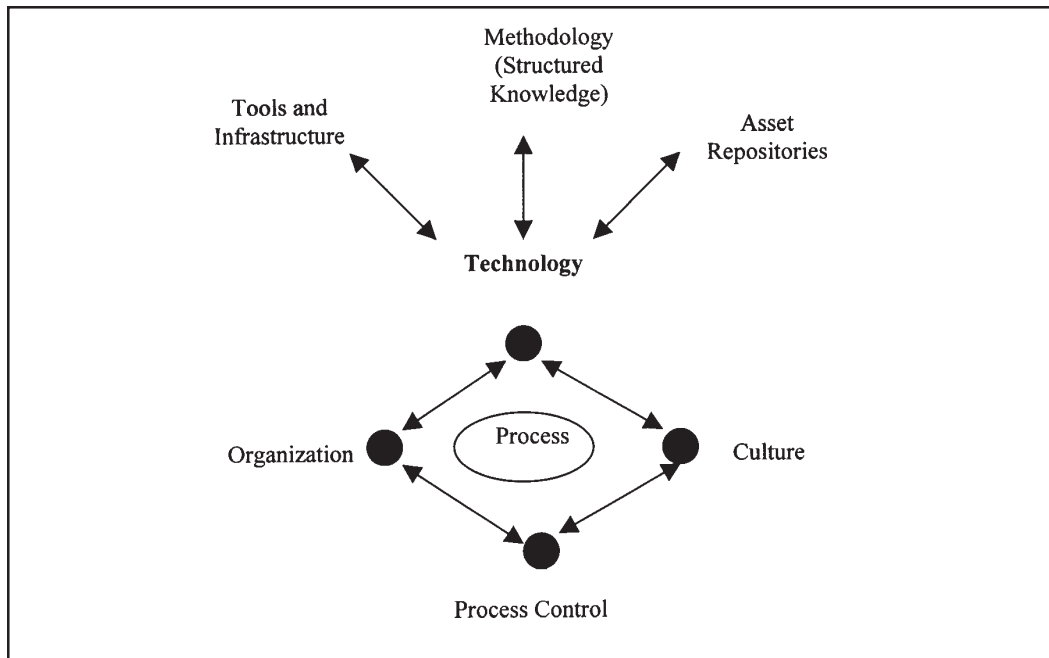 Methodology
(Structured
Knowledge)
Tools and
Infrastructure
Asset
Repositories
Technology
Process
Organization
Culture
Process Control